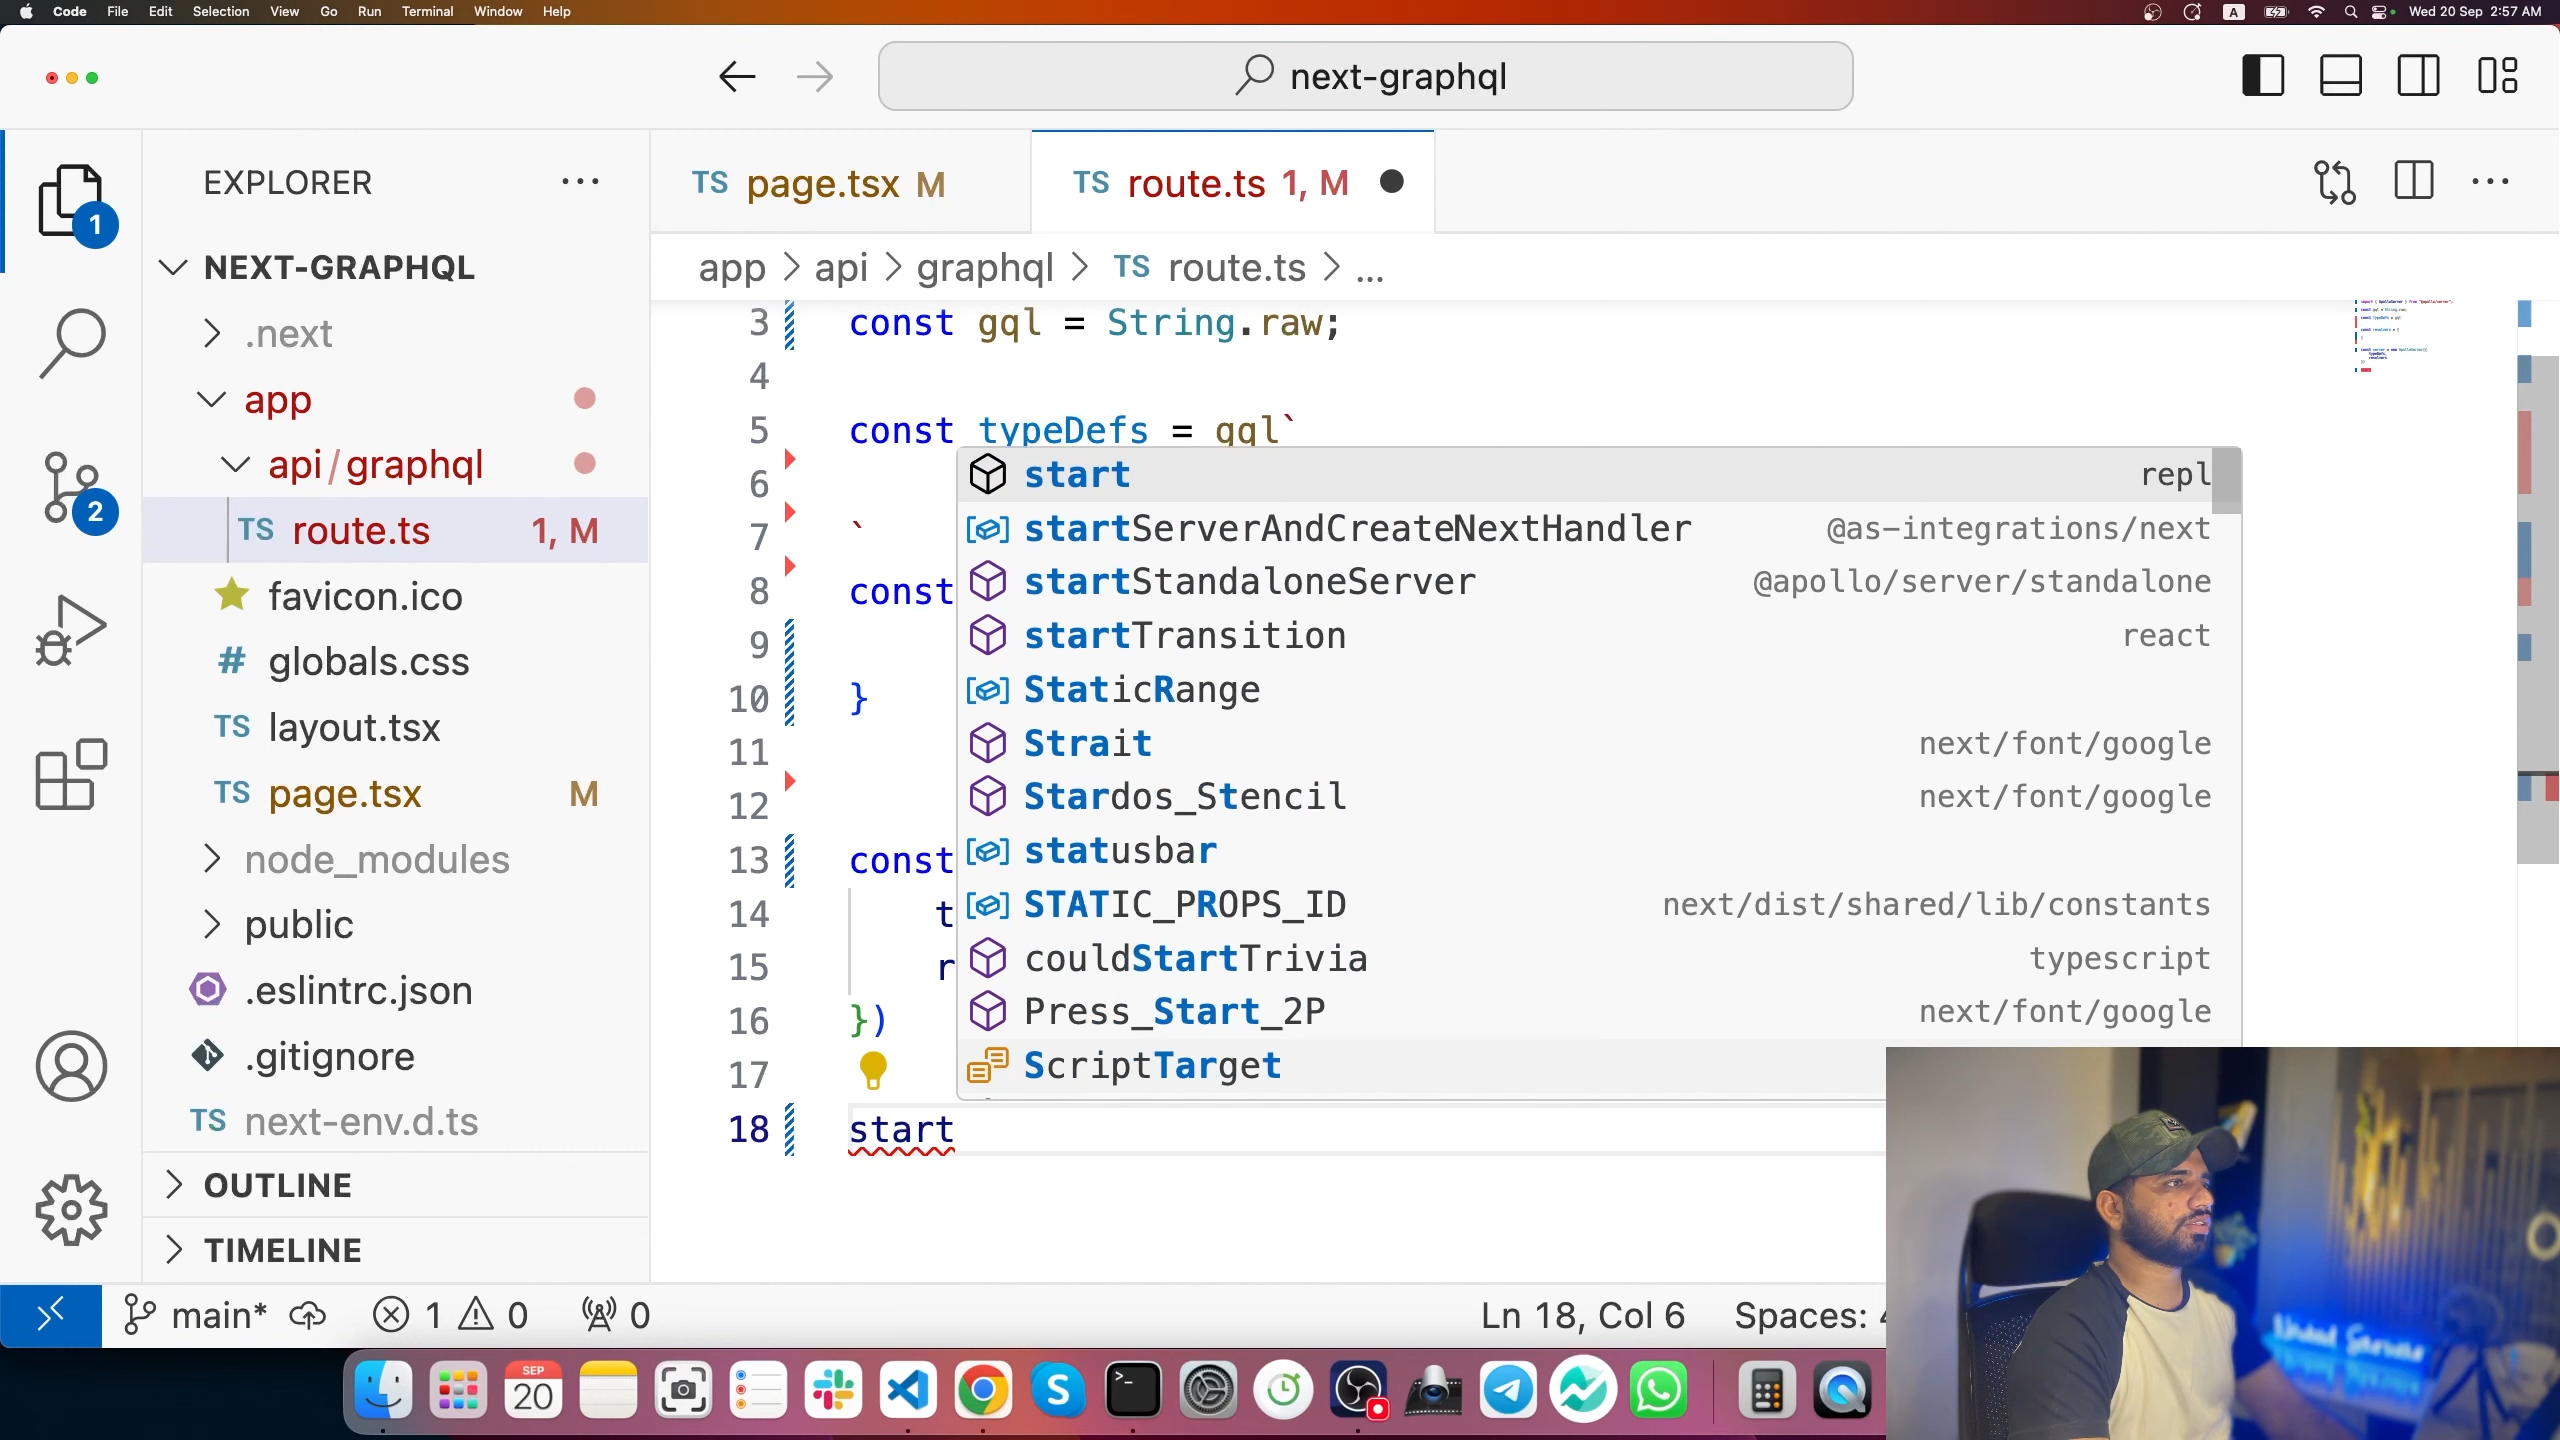 Code File Edit Selection View Go Run Terminal Window Help
A Wed 20 Sep 2:57 AM
next-graphql
1
2
EXPLORER
NEXT-GRAPHQL
.next
app
api/graphql
TS route.ts 1, M
favicon.ico
# globals.css
TS layout.tsx
TS page.tsx M
node_modules
public
.eslintrc.json
.gitignore
TS next-env.d.ts
OUTLINE
TIMELINE
TS page.tsx M
TS route.ts 1, M
app > api > graphql > TS route.ts > ...
3 const gql = String.raw;
4
5 const typeDefs = gql`
6
7 `
8 const
9
10 }
11
12
13 const
14 t
15 r
16 })
17
18 start
start repl
startServerAndCreateNextHandler @as-integrations/next
startStandaloneServer @apollo/server/standalone
startTransition react
StaticRange
Strait next/font/google
Stardos_Stencil next/font/google
statusbar
STATIC_PROPS_ID next/dist/shared/lib/constants
couldStartTrivia typescript
Press_Start_2P next/font/google
ScriptTarget
main* 1 0 0
Ln 18, Col 6 Spaces:
SEP
20